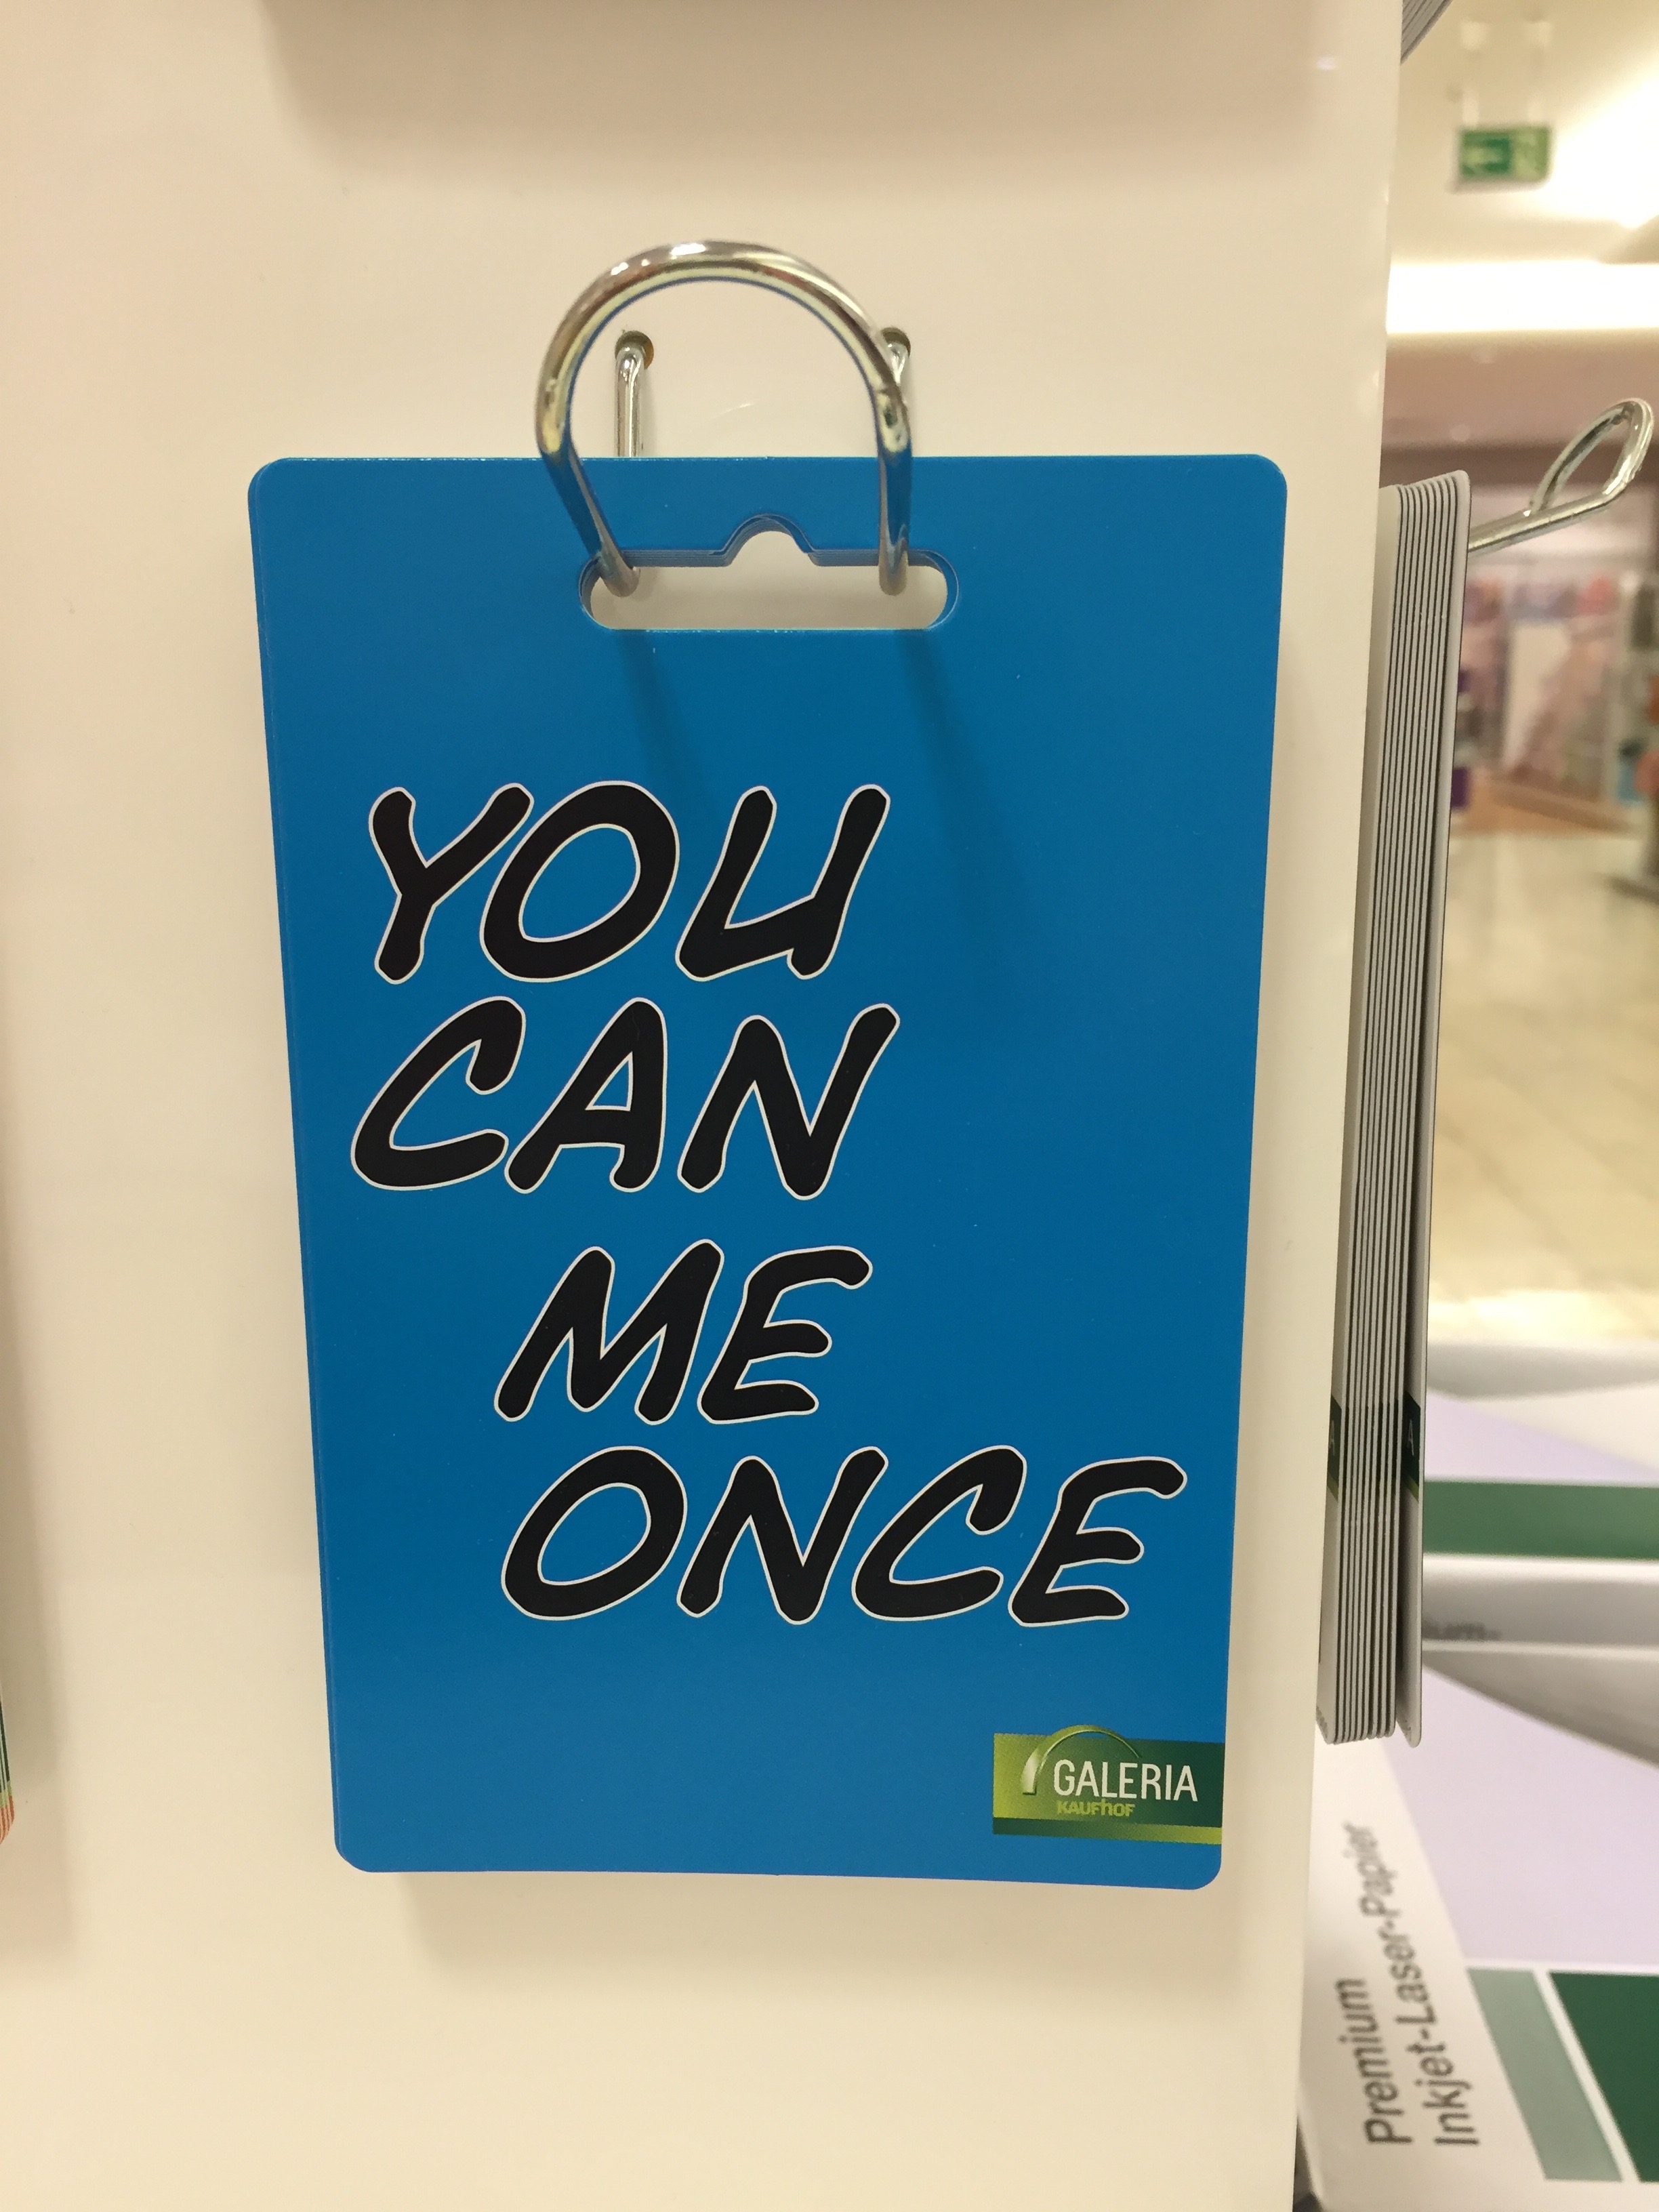 YOU
CAN
ME
ONCE
GALERIA
KAUFHOF
Premium
Inkjet-Laser-Papier